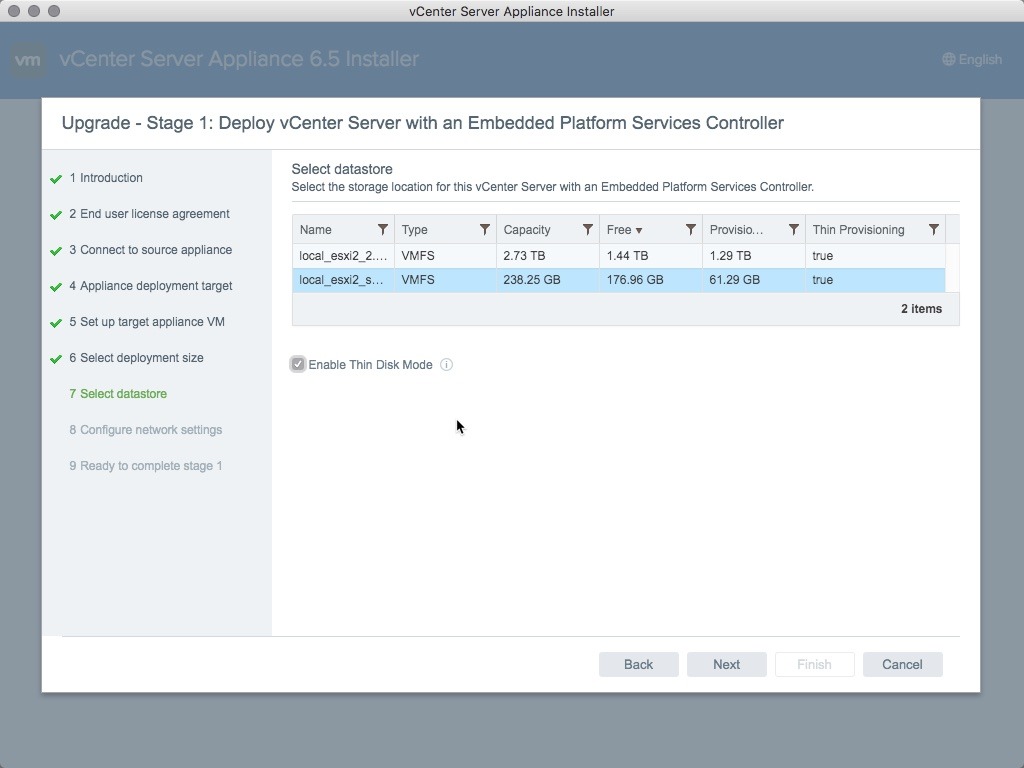 vCenter Server Appliance Installer
vm vCenter Server Appliance 6.5 Installer English
Upgrade - Stage 1: Deploy vCenter Server with an Embedded Platform Services Controller
1 Introduction
2 End user license agreement
3 Connect to source appliance
4 Appliance deployment target
5 Set up target appliance VM
6 Select deployment size
7 Select datastore
8 Configure network settings
9 Ready to complete stage 1
Select datastore
Select the storage location for this vCenter Server with an Embedded Platform Services Controller.
Name Type Capacity Free Provisio... Thin Provisioning
local_esxi2_2.... VMFS 2.73 TB 1.44 TB 1.29 TB true
local_esxi2_s... VMFS 238.25 GB 176.96 GB 61.29 GB true
2 items
Enable Thin Disk Mode
Back Next Finish Cancel